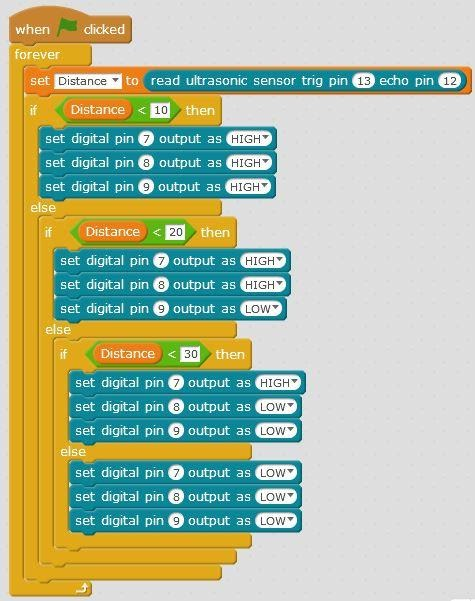 when clicked
forever
set Distance to read ultrasonic sensor trig pin 13 echo pin 12
if Distance < 10 then
set digital pin 7 output as HIGH
set digital pin 8 output as HIGH
set digital pin 9 output as HIGH
else
if Distance < 20 then
set digital pin 7 output as HIGH
set digital pin 8 output as HIGH
set digital pin 9 output as LOW
else
if Distance < 30 then
set digital pin 7 output as HIGH
set digital pin 8 output as LOW
set digital pin 9 output as LOW
else
set digital pin 7 output as LOW
set digital pin 8 output as LOW
set digital pin 9 output as LOW